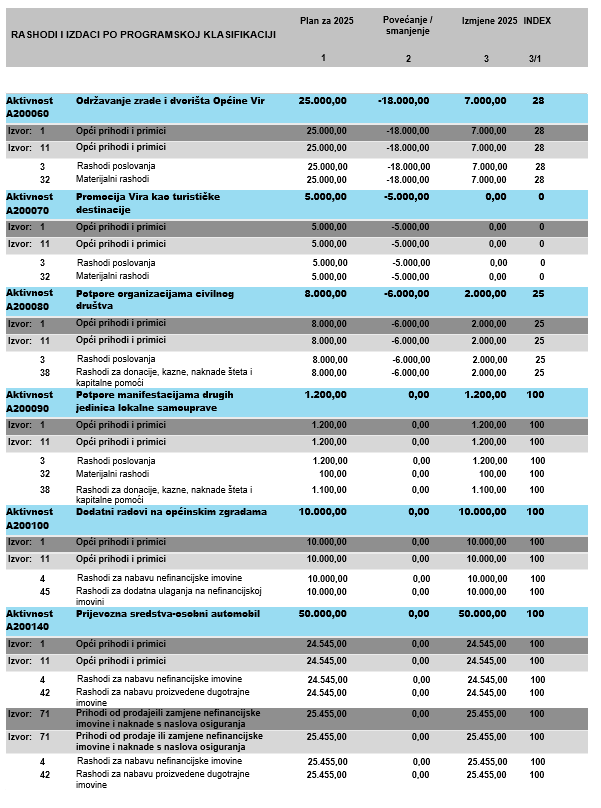 RASHODI I IZDACI PO PROGRAMSKOJ KLASIFIKACIJI Plan za 2025 Povećanje / smanjenje Izmjene 2025 INDEX
1 2 3 3/1
Aktivnost A200060 Održavanje zrade i dvorišta Općine Vir 25.000,00 -18.000,00 7.000,00 28
Izvor: 1 Opći prihodi i primici 25.000,00 -18.000,00 7.000,00 28
Izvor: 11 Opći prihodi i primici 25.000,00 -18.000,00 7.000,00 28
3 Rashodi poslovanja 25.000,00 -18.000,00 7.000,00 28
32 Materijalni rashodi 25.000,00 -18.000,00 7.000,00 28
Aktivnost Promocija Vira kao turističke 5.000,00 -5.000,00 0,00 0
A200070 destinacije
Izvor: 1 Opći prihodi i primici 5.000,00 -5.000,00 0,00 0
Izvor: 11 Opći prihodi i primici 5.000,00 -5.000,00 0,00 0
3 Rashodi poslovanja 5.000,00 -5.000,00 0,00 0
32 Materijalni rashodi 5.000,00 -5.000,00 0,00 0
Aktivnost Potpore organizacijama civilnog 8.000,00 -6.000,00 2.000,00 25
A200080 društva
Izvor: 1 Opći prihodi i primici 8.000,00 -6.000,00 2.000,00 25
Izvor: 11 Opći prihodi i primici 8.000,00 -6.000,00 2.000,00 25
3 Rashodi poslovanja 8.000,00 -6.000,00 2.000,00 25
38 Rashodi za donacije, kazne, naknade šteta i 8.000,00 -6.000,00 2.000,00 25
kapitalne pomoći
Aktivnost Potpore manifestacijama drugih 1.200,00 0,00 1.200,00 100
A200090 jedinica lokalne samouprave
Izvor: 1 Opći prihodi i primici 1.200,00 0,00 1.200,00 100
Izvor: 11 Opći prihodi i primici 1.200,00 0,00 1.200,00 100
3 Rashodi poslovanja 1.200,00 0,00 1.200,00 100
32 Materijalni rashodi 100,00 0,00 100,00 100
38 Rashodi za donacije, kazne, naknade šteta i 1.100,00 0,00 1.100,00 100
kapitalne pomoći
Aktivnost Dodatni radovi na općinskim zgradama 10.000,00 0,00 10.000,00 100
A200100
Izvor: 1 Opći prihodi i primici 10.000,00 0,00 10.000,00 100
Izvor: 11 Opći prihodi i primici 10.000,00 0,00 10.000,00 100
4 Rashodi za nabavu nefinancijske imovine 10.000,00 0,00 10.000,00 100
45 Rashodi za dodatna ulaganja na nefinancijskoj 10.000,00 0,00 10.000,00 100
imovini
Aktivnost Prijevozna sredstva-osobni automobil 50.000,00 0,00 50.000,00 100
A200140
Izvor: 1 Opći prihodi i primici 24.545,00 0,00 24.545,00 100
Izvor: 11 Opći prihodi i primici 24.545,00 0,00 24.545,00 100
4 Rashodi za nabavu nefinancijske imovine 24.545,00 0,00 24.545,00 100
42 Rashodi za nabavu proizvedene dugotrajne 24.545,00 0,00 24.545,00 100
imovine
Izvor: 71 Prihodi od prodajeili zamjene nefinancijske 25.455,00 0,00 25.455,00 100
imovine i naknade s naslova osiguranja
Izvor: 71 Prihodi od prodaje ili zamjene nefinancijske 25.455,00 0,00 25.455,00 100
imovine i naknade s naslova osiguranja
4 Rashodi za nabavu nefinancijske imovine 25.455,00 0,00 25.455,00 100
42 Rashodi za nabavu proizvedene dugotrajne 25.455,00 0,00 25.455,00 100
imovine